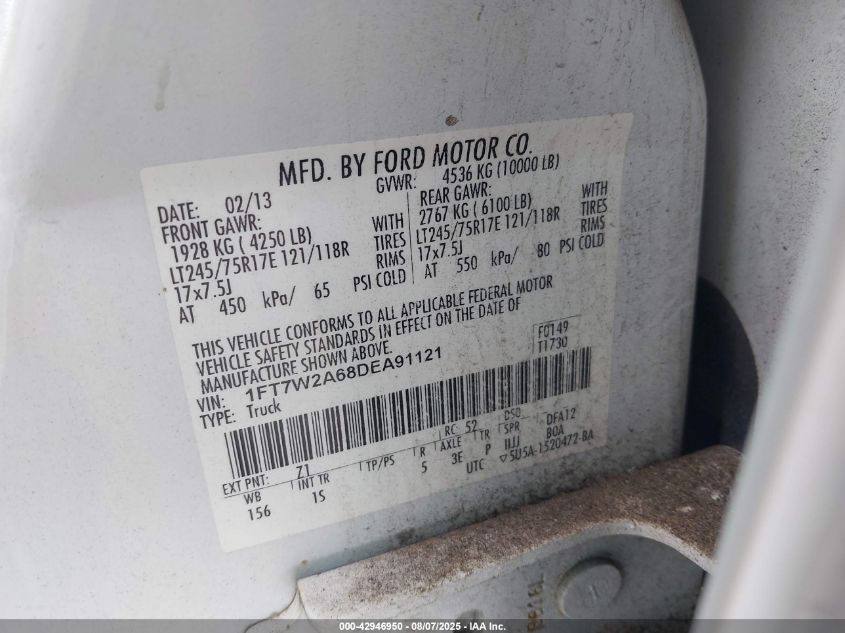 MFD. BY FORD MOTOR CO.
DATE: 02/13 GVWR: 4536 KG (10000 LB)
FRONT GAWR: REAR GAWR:
1928 KG ( 4250 LB) WITH 2767 KG ( 6100 LB) WITH
LT245/75R17E 121/118R TIRES LT245/75R17E 121/118R TIRES
17x7.5J RIMS 17x7.5J RIMS
AT 450 kPa/ 65 PSI COLD AT 550 kPa/ 80 PSI COLD
THIS VEHICLE CONFORMS TO ALL APPLICABLE FEDERAL MOTOR
VEHICLE SAFETY STANDARDS IN EFFECT ON THE DATE OF
MANUFACTURE SHOWN ABOVE.
F0149
VIN: 1FT7W2A68DEA91121 T1730
TYPE: Truck
EXT PNT: Z1 RC: 52 DSO:
WB INT TR TP/PS R AXLE TR SPR DFA12
156 1S 5 3E P IIJJ BOA
UTC ▽5U5A-1520472-BA
000-42946950 - 08/07/2025 - IAA Inc.